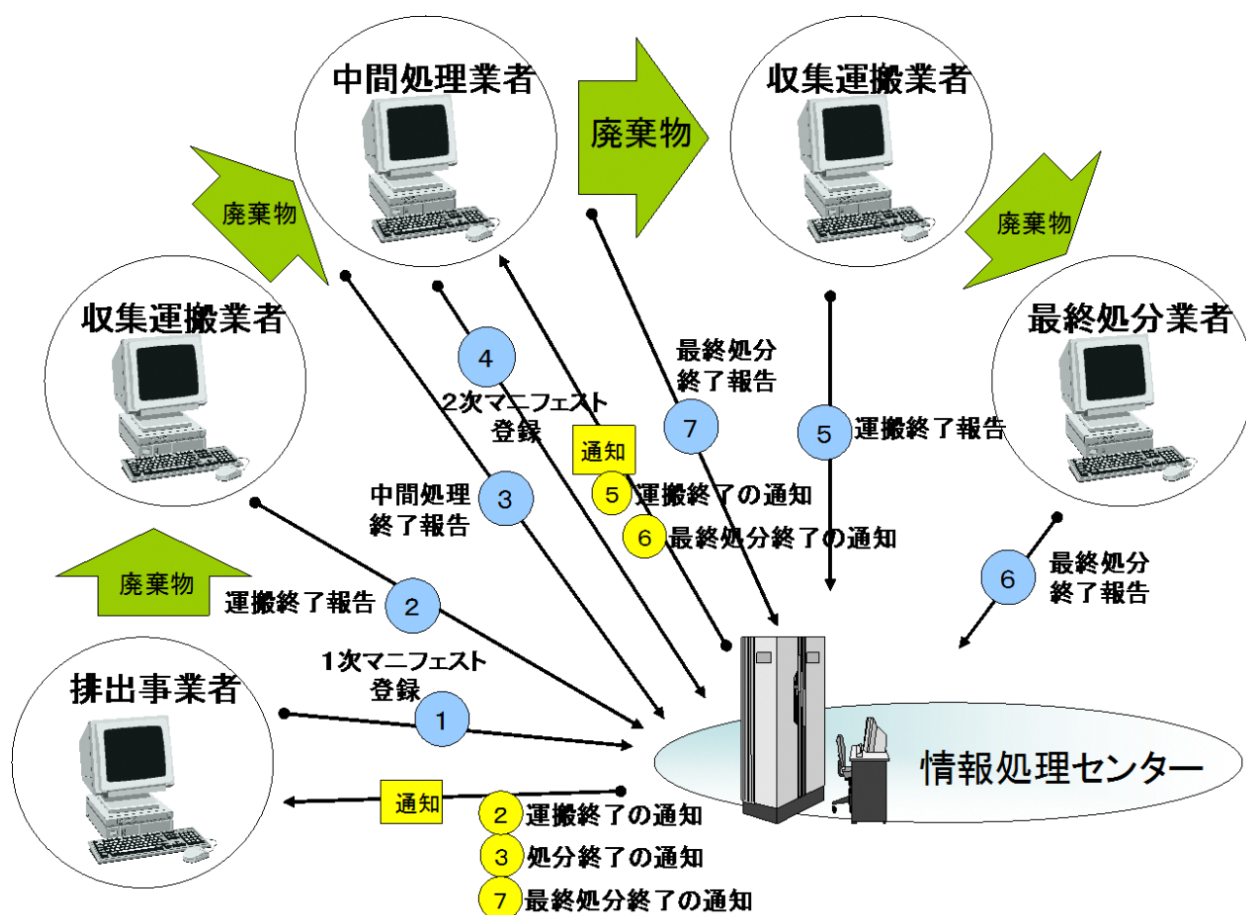 中間処理業者
収集運搬業者
廃棄物
廃棄物
廃棄物
収集運搬業者
最終処分業者
4
最終処分
終了報告
2次マニフェスト
登録
7
5
運搬終了報告
通知
中間処理
終了報告
3
5
運搬終了の通知
6
最終処分終了の通知
6
最終処分
終了報告
廃棄物
運搬終了報告
2
1次マニフェスト
登録
排出事業者
1
情報処理センター
通知
2
運搬終了の通知
3
処分終了の通知
7
最終処分終了の通知